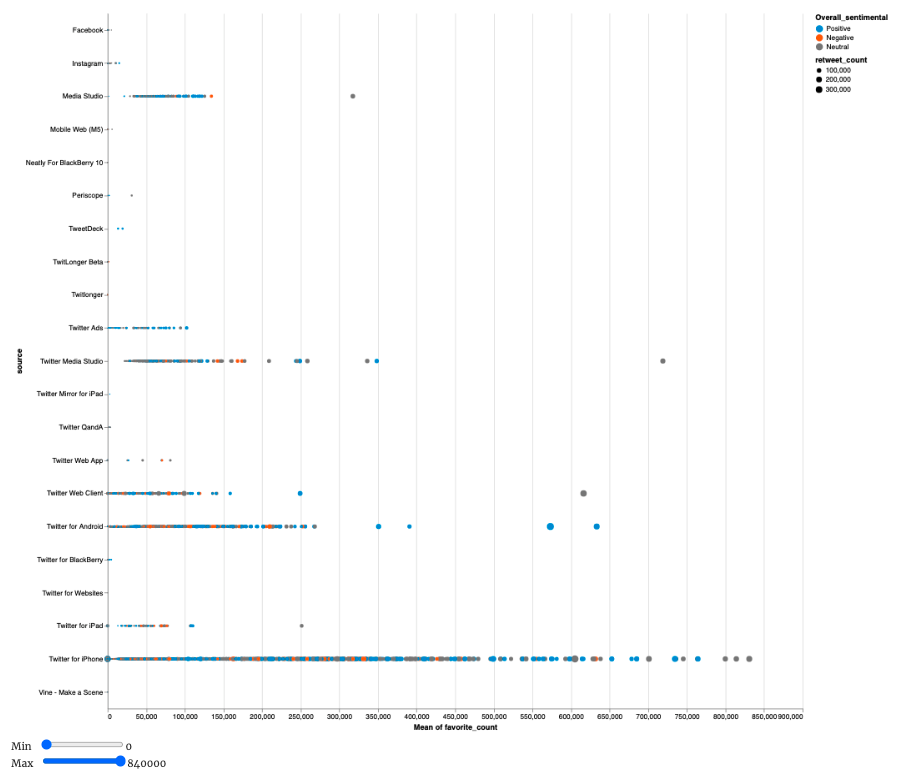 Overall_sentimental
Positive
Negative
Neutral
retweet_count
100,000
200,000
300,000
source
Facebook
Instagram
Media Studio
Mobile Web (M5)
Neatly For BlackBerry 10
Periscope
TweetDeck
TwitLonger Beta
Twitlonger
Twitter Ads
Twitter Media Studio
Twitter Mirror for iPad
Twitter QandA
Twitter Web App
Twitter Web Client
Twitter for Android
Twitter for BlackBerry
Twitter for Websites
Twitter for iPad
Twitter for iPhone
Vine - Make a Scene
0 50,000 100,000 150,000 200,000 250,000 300,000 350,000 400,000 450,000 500,000 550,000 600,000 650,000 700,000 750,000 800,000 850,000 900,000
Mean of favorite_count
Min 0
Max 840000